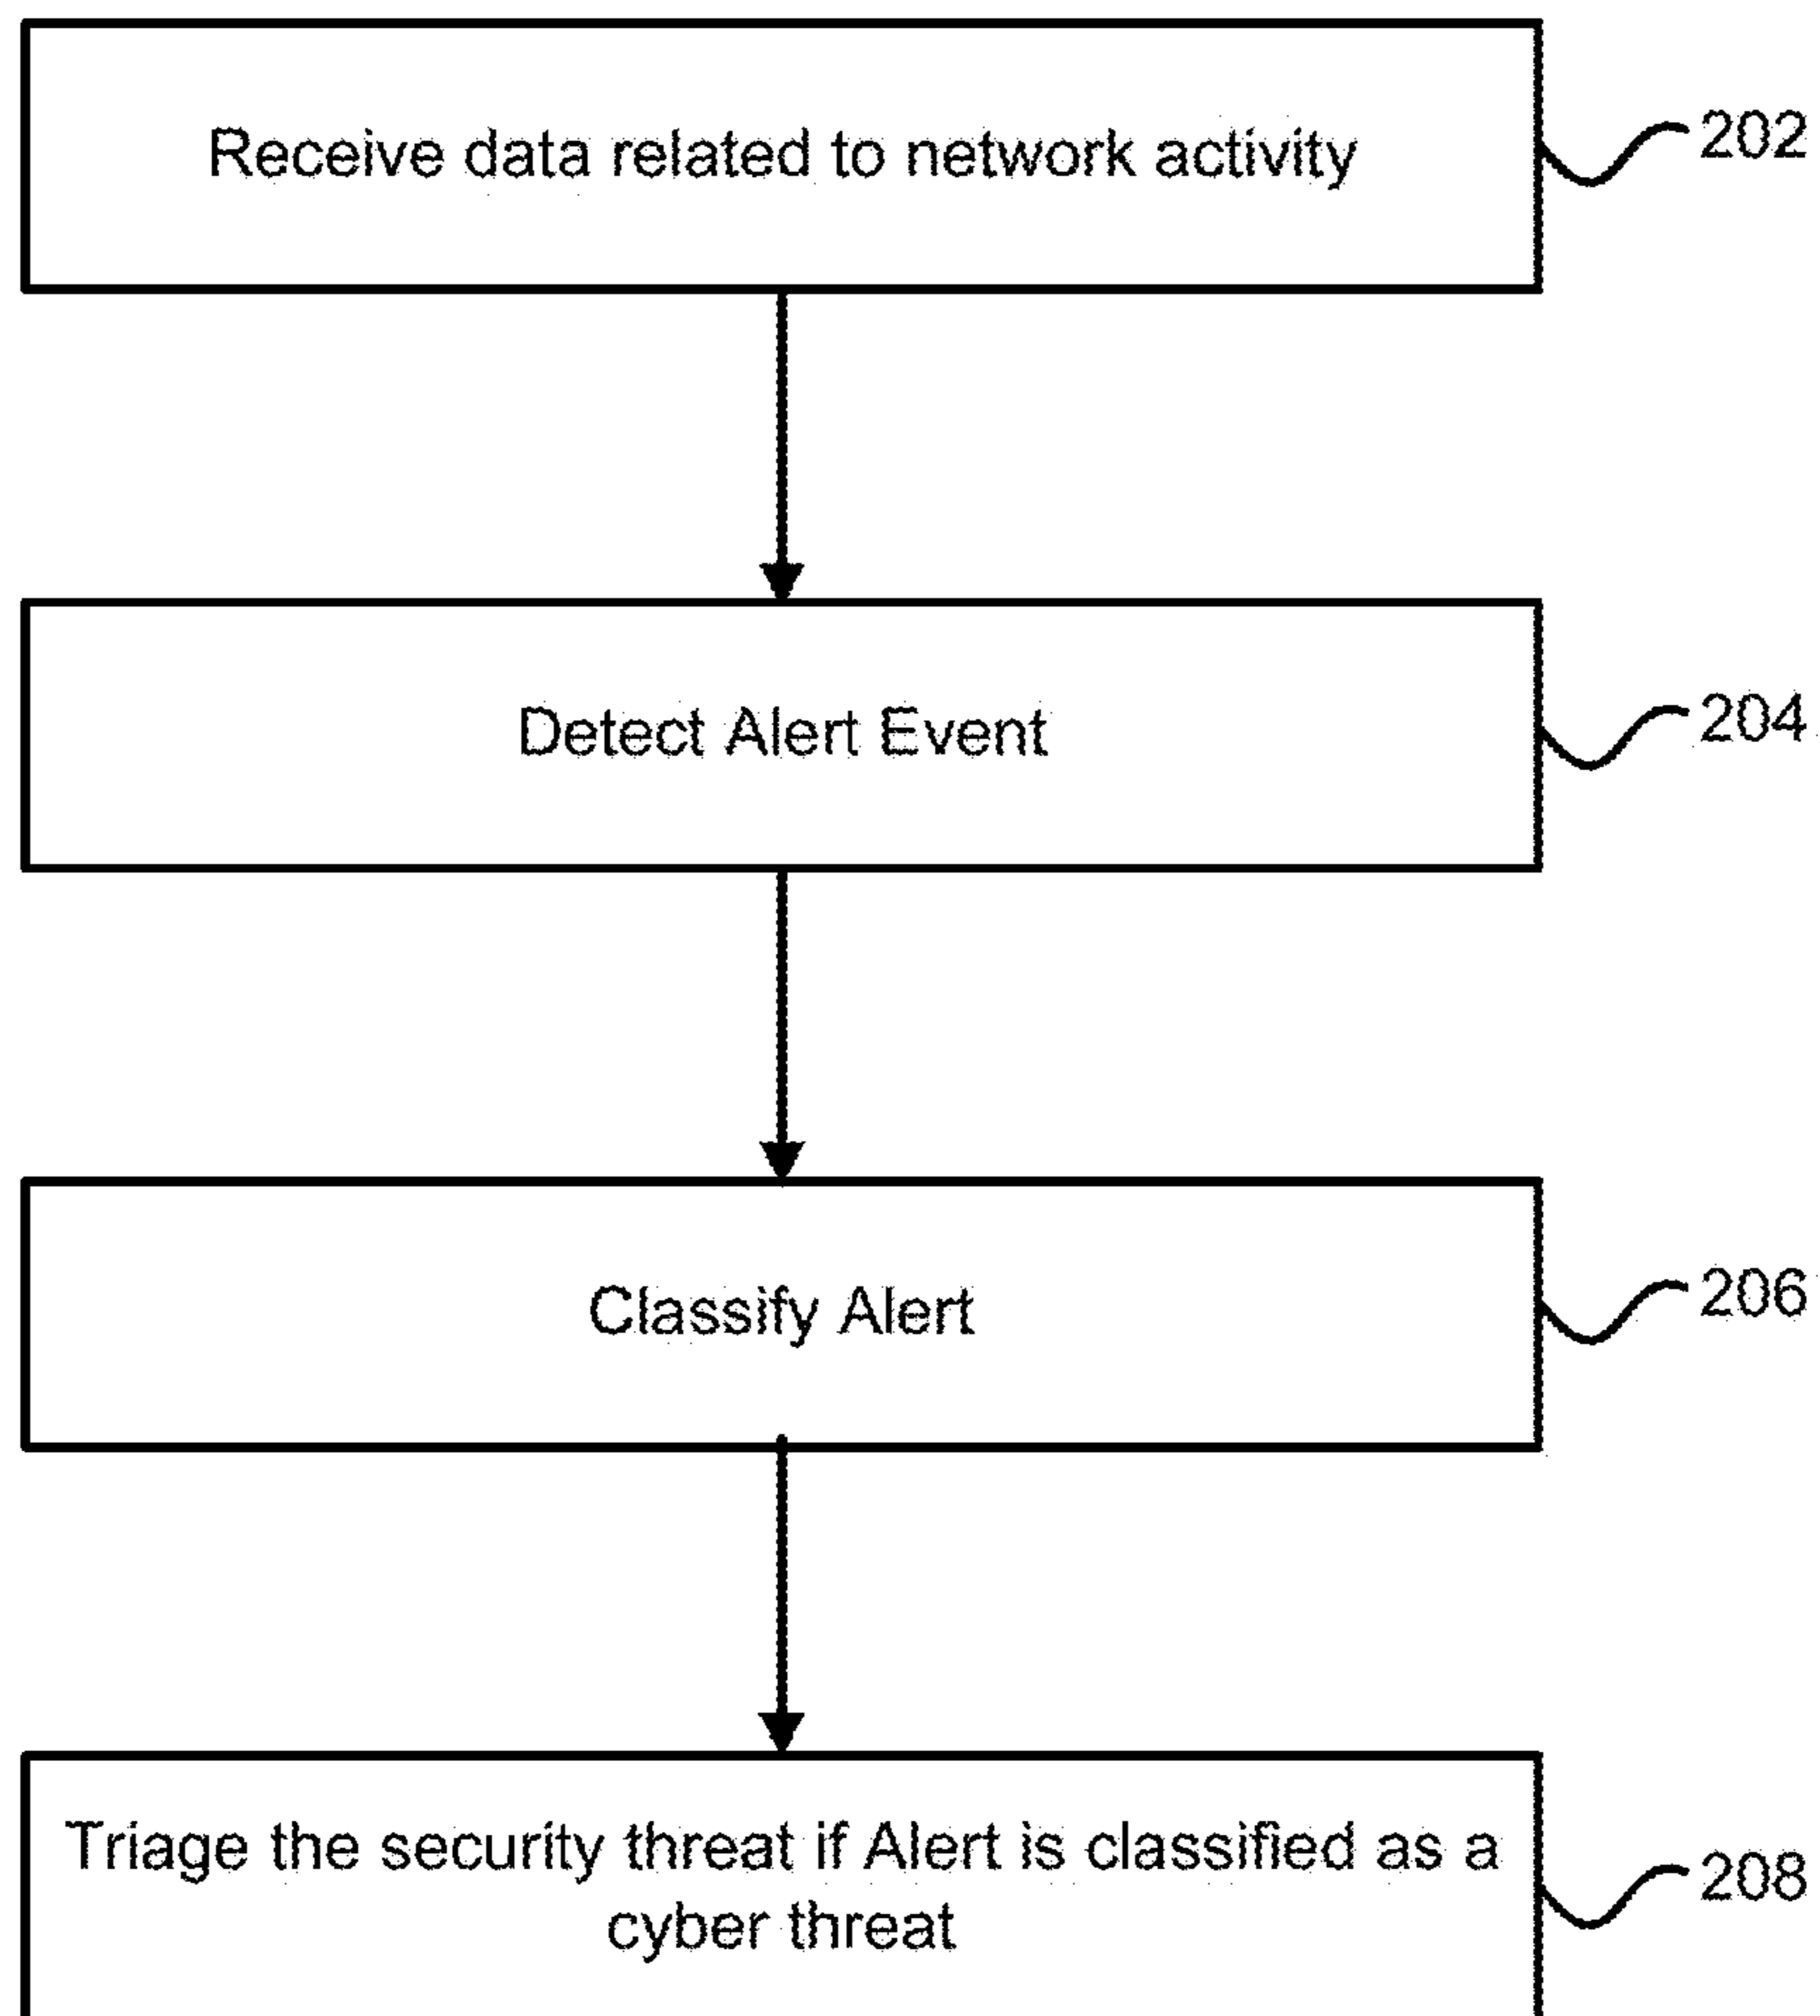 Receive data related to network activity
202
Detect Alert Event
204
Classify Alert
206
Triage the security threat if Alert is classified as a
cyber threat
208